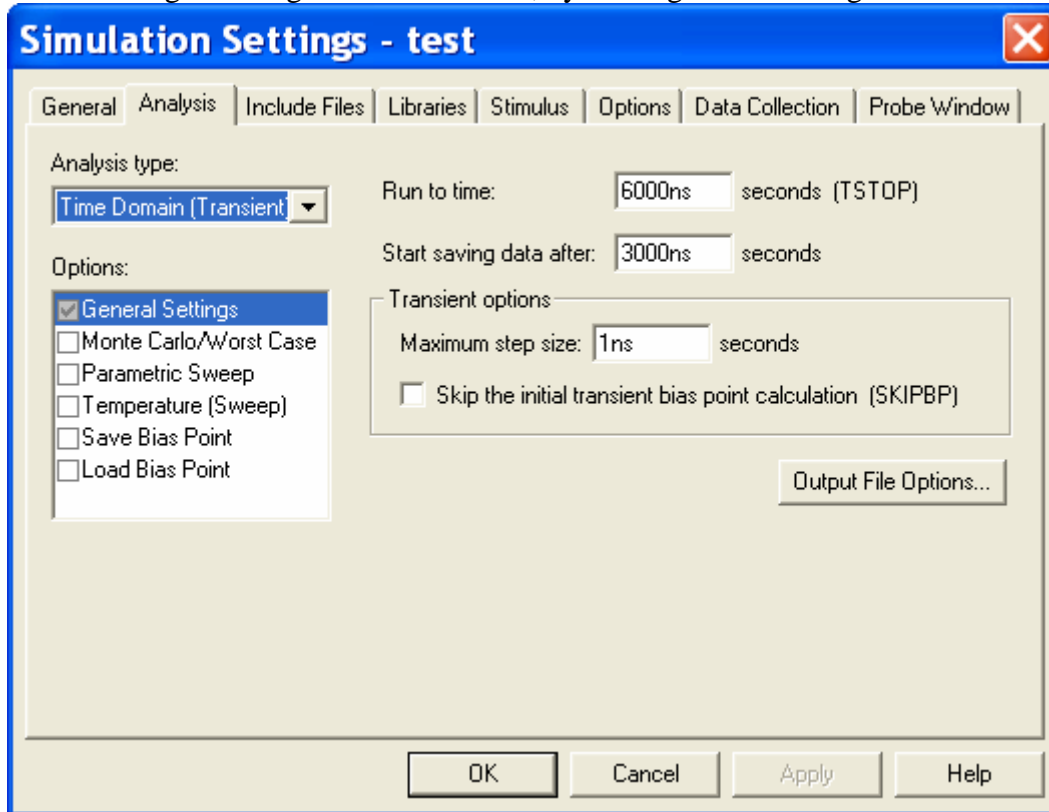 Simulation Settings - test
General Analysis Include Files Libraries Stimulus Options Data Collection Probe Window
Analysis type:
Time Domain (Transient)
Run to time: 6000ns seconds (TSTOP)
Start saving data after: 3000ns seconds
Options:
General Settings
Monte Carlo/Worst Case
Parametric Sweep
Temperature (Sweep)
Save Bias Point
Load Bias Point
Transient options
Maximum step size: 1ns seconds
Skip the initial transient bias point calculation (SKIPBP)
Output File Options...
OK Cancel Apply Help